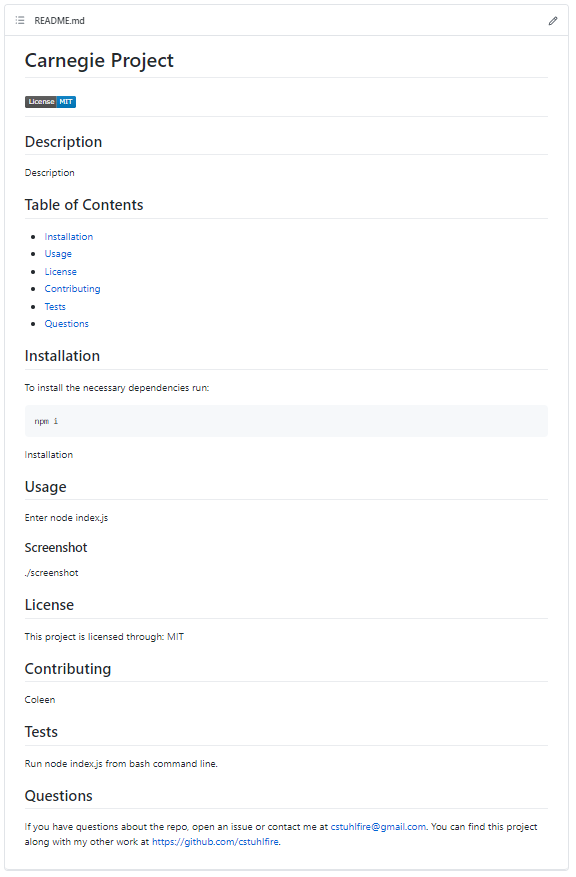 README.md
Carnegie Project
License MIT
Description
Description
Table of Contents
Installation
Usage
License
Contributing
Tests
Questions
Installation
To install the necessary dependencies run:
npm i
Installation
Usage
Enter node index.js
Screenshot
./screenshot
License
This project is licensed through: MIT
Contributing
Coleen
Tests
Run node index.js from bash command line.
Questions
If you have questions about the repo, open an issue or contact me at cstuhlfire@gmail.com. You can find this project
along with my other work at https://github.com/cstuhlfire.